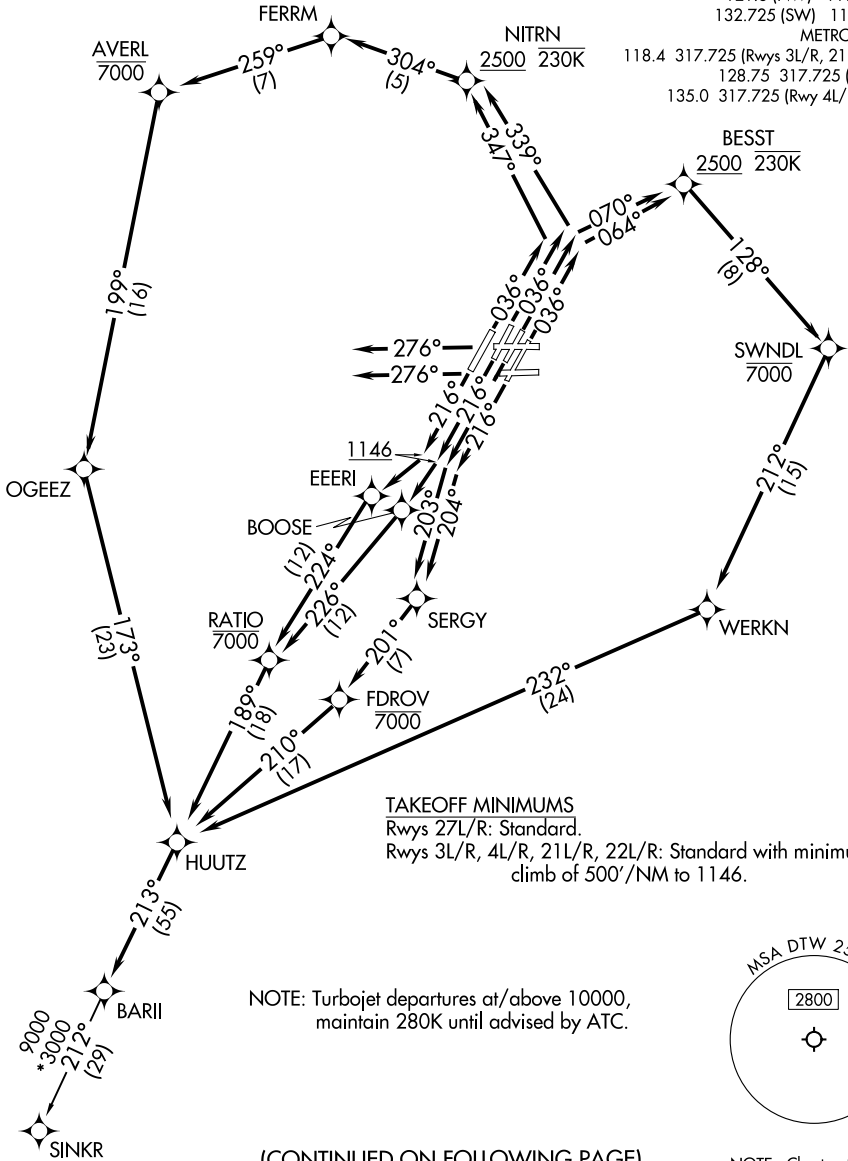 132.725 (SW) 11
METRO
118.4 317.725 (Rwys 3L/R, 21
128.75 317.725 (
135.0 317.725 (Rwy 4L/
FERRM
AVERL
7000
259°
(7)
304°
(5)
NITRN
2500 230K
347°
339°
BESST
2500 230K
070°
064°
128°
(8)
199°
(16)
036°
036°
036°
276°
276°
SWNDL
7000
216°
216°
216°
212°
(15)
1146
OGEEZ
EEERI
BOOSE
203°
204°
(12)
224°
226°
(12)
SERGY
WERKN
RATIO
7000
201°
(7)
173°
(23)
FDROV
7000
232°
(24)
189°
(18)
210°
(17)
HUUTZ
TAKEOFF MINIMUMS
Rwys 27L/R: Standard.
Rwys 3L/R, 4L/R, 21L/R, 22L/R: Standard with minimu
climb of 500'/NM to 1146.
213°
(55)
BARII
NOTE: Turbojet departures at/above 10000,
maintain 280K until advised by ATC.
MSA DTW 25
2800
9000
*3000
212°
(29)
SINKR
(CONTINUED ON FOLLOWING PAGE)